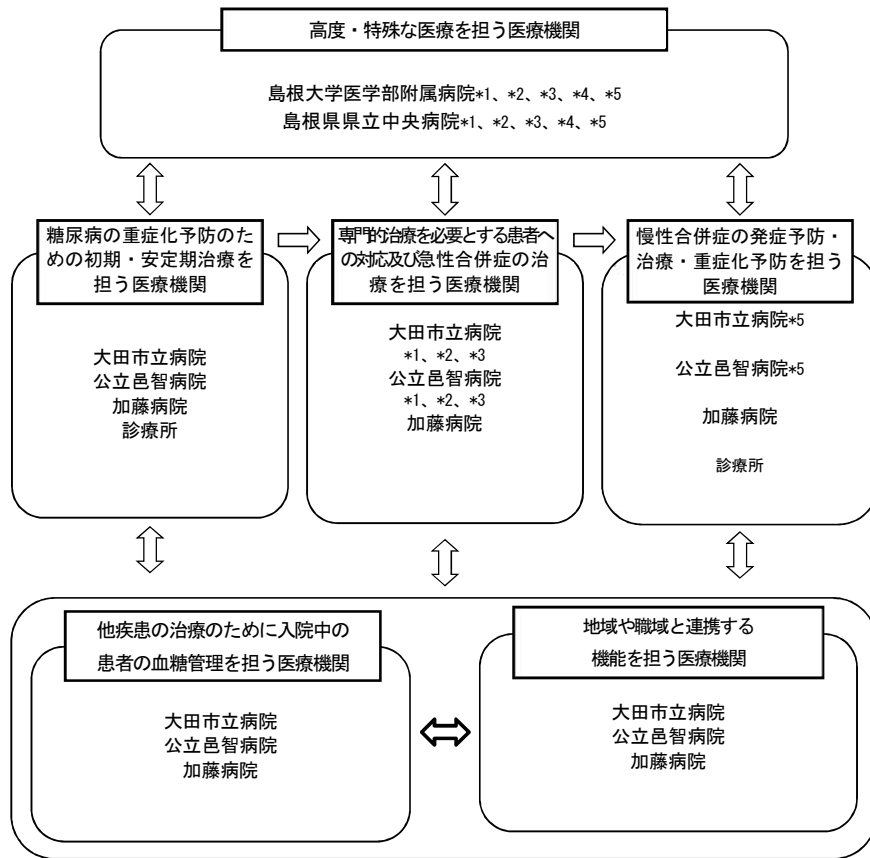 高度・特殊な医療を担う医療機関
島根大学医学部附属病院*1、*2、*3、*4、*5
島根県県立中央病院*1、*2、*3、*4、*5
糖尿病の重症化予防のた
めの初期・安定期治療を
担う医療機関
大田市立病院
公立邑智病院
加藤病院
診療所
専門的治療を必要とする患者へ
の対応及び急性合併症の治
療を担う医療機関
大田市立病院
*1、*2、*3
公立邑智病院
*1、*2、*3
加藤病院
慢性合併症の発症予防・
治療・重症化予防を担う
医療機関
大田市立病院*5
公立邑智病院*5
加藤病院
診療所
他疾患の治療のために入院中の
患者の血糖管理を担う医療機関
大田市立病院
公立邑智病院
加藤病院
地域や職域と連携する
機能を担う医療機関
大田市立病院
公立邑智病院
加藤病院